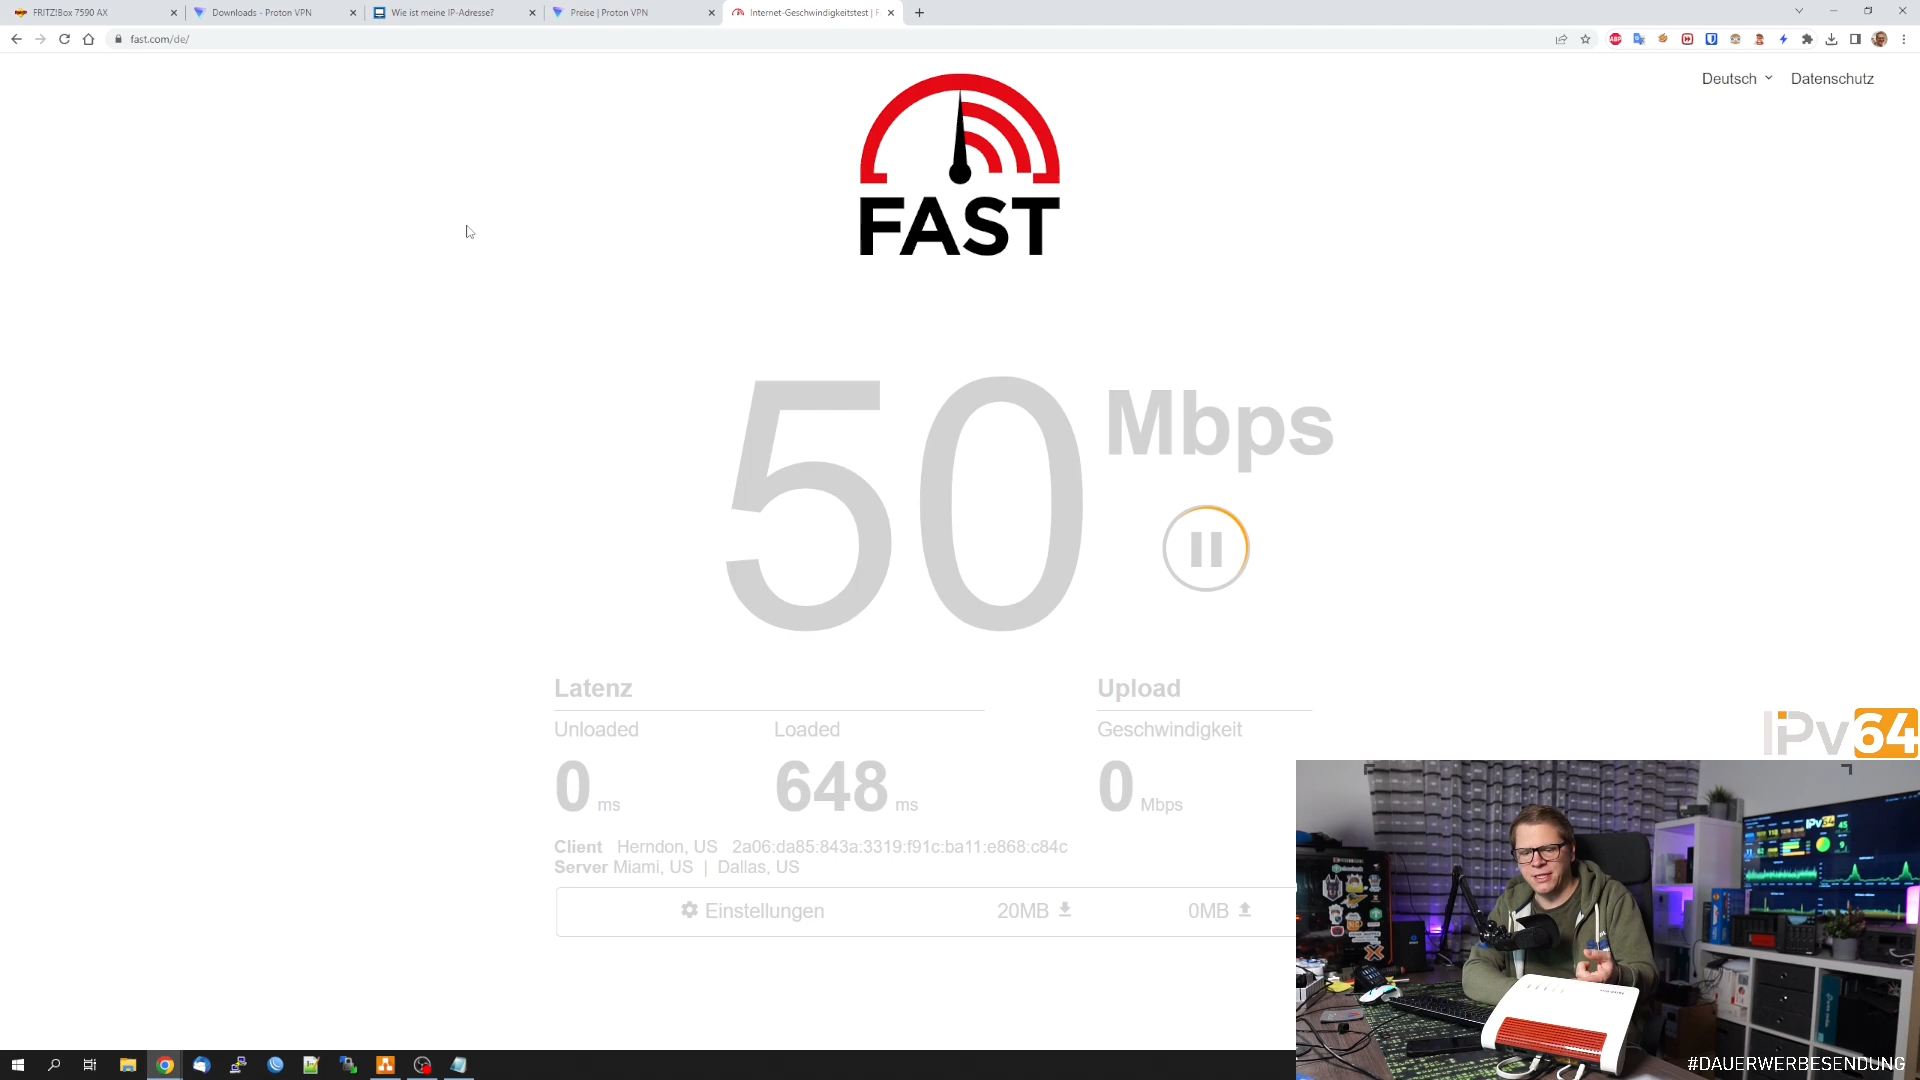 FRITZ!Box 7590 AX
Downloads - Proton VPN
Wie ist meine IP-Adresse?
Preise | Proton VPN
Internet-Geschwindigkeitstest | F
fast.com/de/
ABP
Deutsch
Datenschutz
FAST
50 Mbps
Latenz
Upload
Unloaded
Loaded
Geschwindigkeit
0 ms
648 ms
0 Mbps
Client Herndon, US 2a06:da85:843a:3319:f91c:ba11:e868:c84c
Server Miami, US | Dallas, US
Einstellungen
20MB
0MB
IPv64
IPv64
#DAUERWERBESENDUNG